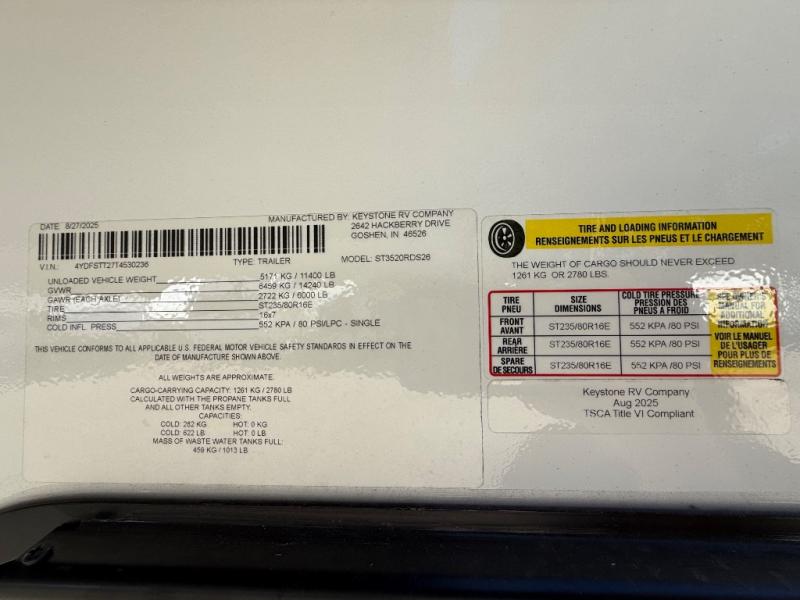 DATE 8/27/2025
MANUFACTURED BY: KEYSTONE RV COMPANY
2642 HACKBERRY DRIVE
GOSHEN, IN 46526
V.I.N. 4YDFSTT27T4530236 TYPE: TRAILER MODEL: ST3520RDS26
UNLOADED VEHICLE WEIGHT 5171 KG / 11400 LB
GVWR 6459 KG / 14240 LB
GAWR (EACH AXLE) 2722 KG / 6000 LB
TIRE ST235/80R16E
RIMS 16x7
COLD INFL. PRESS 552 KPA / 80 PSI/LPC - SINGLE
THIS VEHICLE CONFORMS TO ALL APPLICABLE U.S. FEDERAL MOTOR VEHICLE SAFETY STANDARDS IN EFFECT ON THE
DATE OF MANUFACTURE SHOWN ABOVE.
ALL WEIGHTS ARE APPROXIMATE.
CARGO-CARRYING CAPACITY: 1261 KG / 2780 LB
CALCULATED WITH THE PROPANE TANKS FULL
AND ALL OTHER TANKS EMPTY.
CAPACITIES:
COLD: 282 KG HOT: 0 KG
COLD: 622 LB HOT: 0 LB
MASS OF WASTE WATER TANKS FULL:
459 KG / 1013 LB
TIRE AND LOADING INFORMATION
RENSEIGNEMENTS SUR LES PNEUS ET LE CHARGEMENT
THE WEIGHT OF CARGO SHOULD NEVER EXCEED
1261 KG OR 2780 LBS.
TIRE
PNEU
SIZE
DIMENSIONS
COLD TIRE PRESSURE
PRESSION DES
PNEUS A FROID
FRONT
AVANT
ST235/80R16E 552 KPA /80 PSI
REAR
ARRIÈRE
ST235/80R16E 552 KPA /80 PSI
SPARE
DE SECOURS
ST235/80R16E 552 KPA /80 PSI
SEE OWNER'S
MANUAL FOR
ADDITIONAL
INFORMATION
VOIR LE MANUEL
DE L'USAGER
POUR PLUS DE
RENSEIGNEMENTS
Keystone RV Company
Aug 2025
TSCA Title VI Compliant